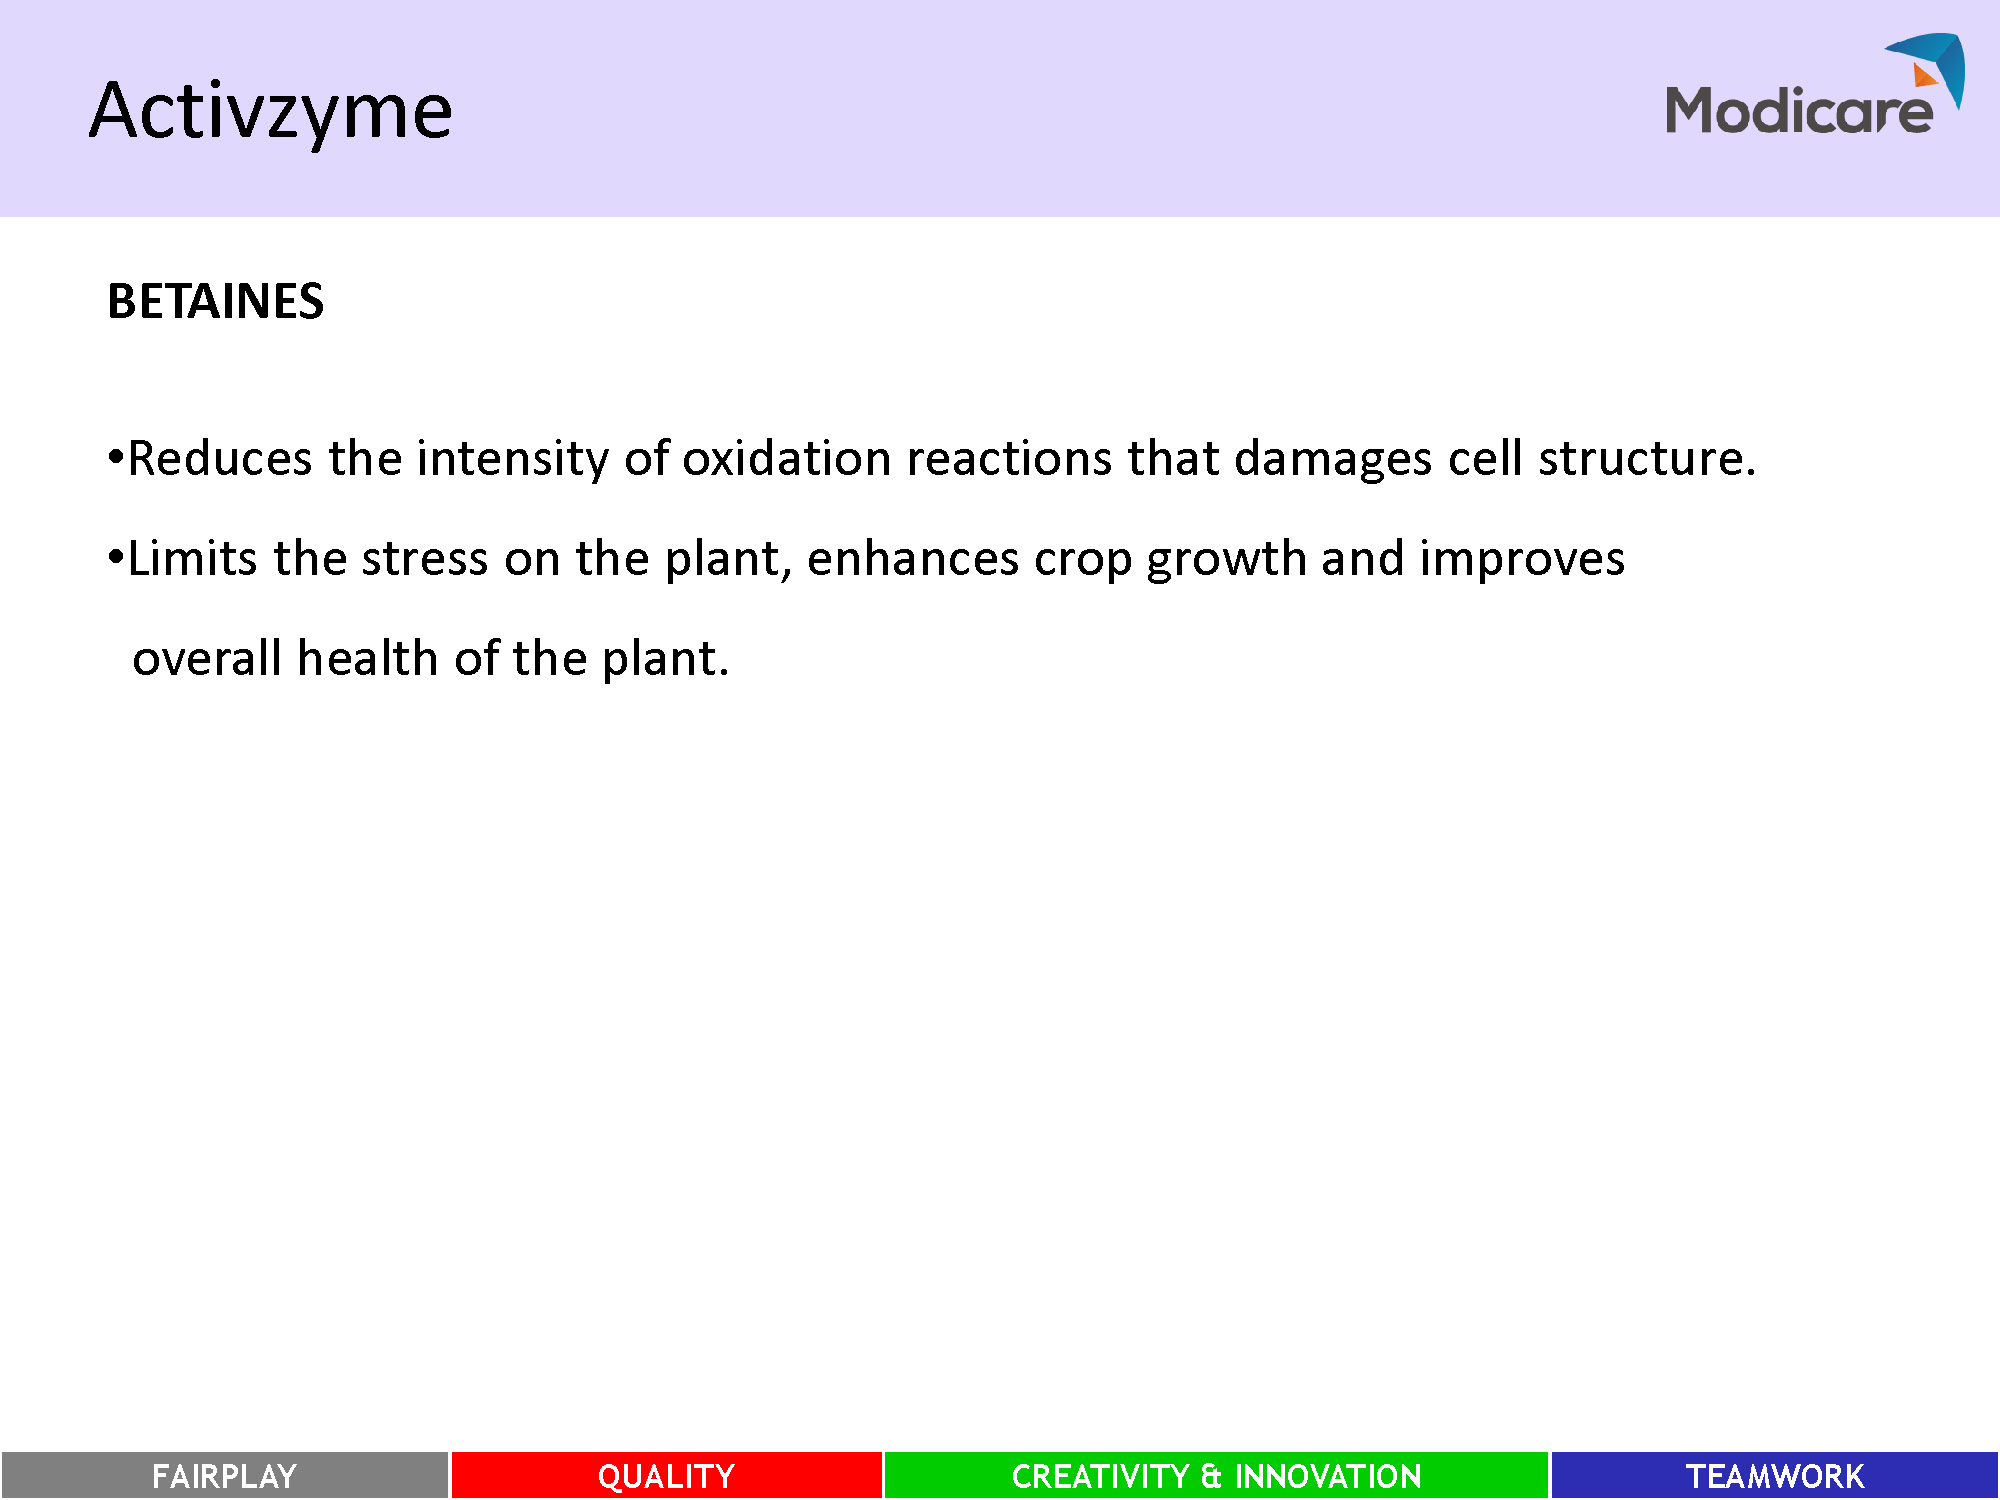 Activzyme
Modicare
BETAINES
•Reduces the intensity of oxidation reactions that damages cell structure.
•Limits the stress on the plant, enhances crop growth and improves
overall health of the plant.
FAIRPLAY
QUALITY
CREATIVITY & INNOVATION
TEAMWORK